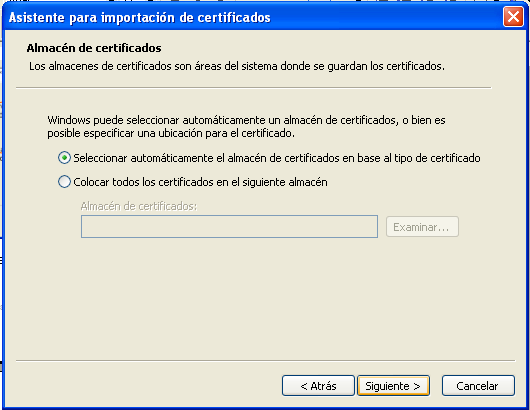 Asistente para importación de certificados
Almacén de certificados
Los almacenes de certificados son áreas del sistema donde se guardan los certificados.
Windows puede seleccionar automáticamente un almacén de certificados, o bien es
posible especificar una ubicación para el certificado.
Seleccionar automáticamente el almacén de certificados en base al tipo de certificado
Colocar todos los certificados en el siguiente almacén
Almacén de certificados:
Examinar...
< Atrás
Siguiente >
Cancelar